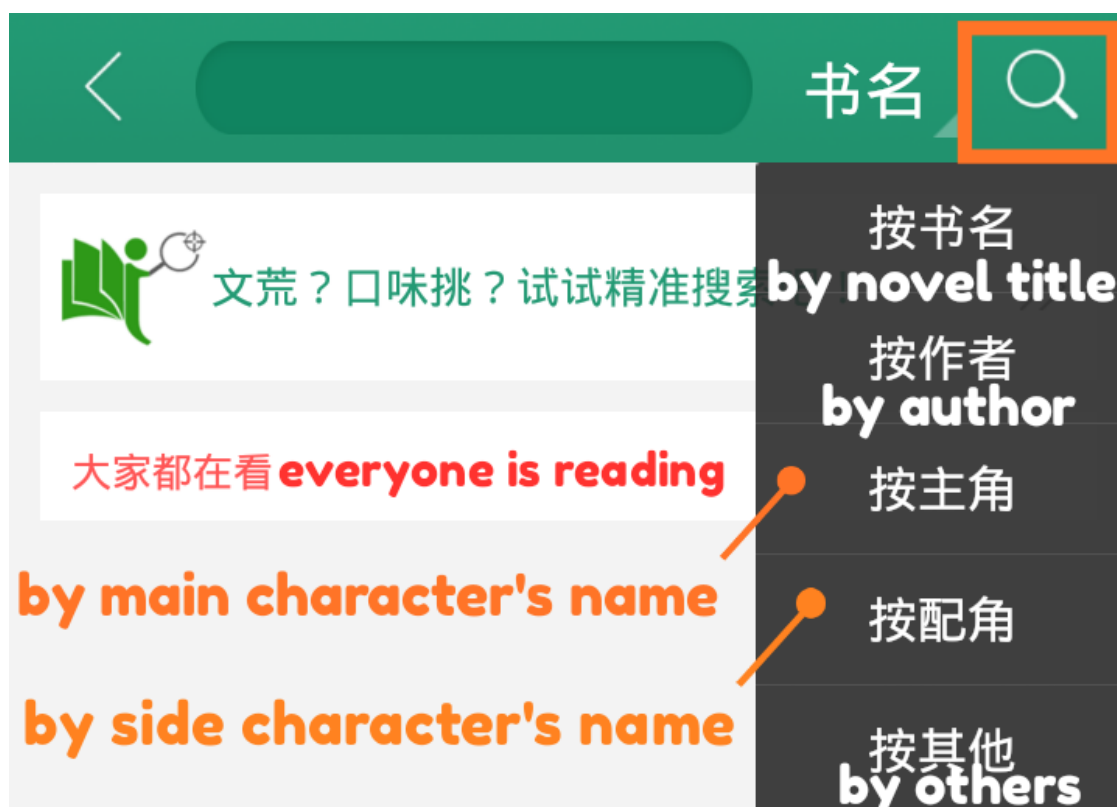 书名
按书名
by novel title
文荒？口味挑？试试精准搜索
按作者
by author
大家都在看 everyone is reading
按主角
by main character's name
按配角
by side character's name
按其他
by others